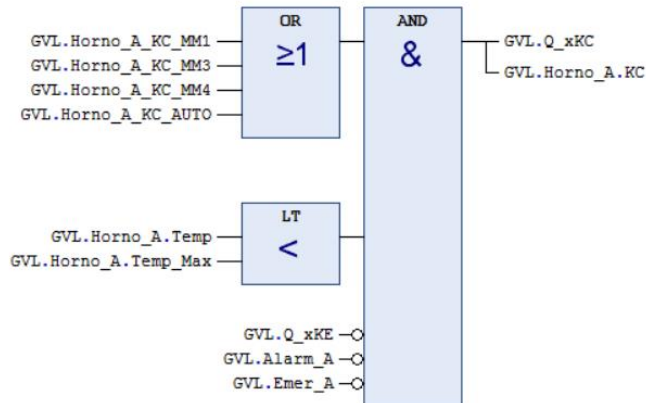 OR
AND
GVL.Horno_A_KC_MM1
≥1
&
GVL.Q_xKC
GVL.Horno_A_KC_MM3
GVL.Horno_A.KC
GVL.Horno_A_KC_MM4
GVL.Horno_A_KC_AUTO
LT
GVL.Horno_A.Temp
<
GVL.Horno_A.Temp_Max
GVL.Q_xKE
GVL.Alarm_A
GVL.Emer_A